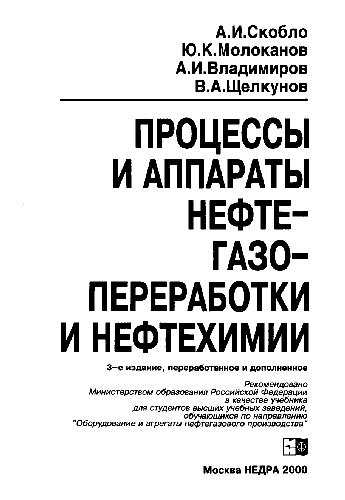 А.И.Скобло
Ю.К.Молоканов
А.И.Владимиров
В.А.Щелкунов
ПРОЦЕССЫ
И АППАРАТЫ
НЕФТЕ-
ГАЗО-
ПЕРЕРАБОТКИ
И НЕФТЕХИМИИ
3-е издание, переработенное и дополненное
Рекомендовано
Министерством образования Российской Федерации
в качестве учебника
для студентов высших учебных заведений,
обучающихся по направлению
"Оборудование и агрегаты нефтегазового производства"
Москва НЕДРА 2000